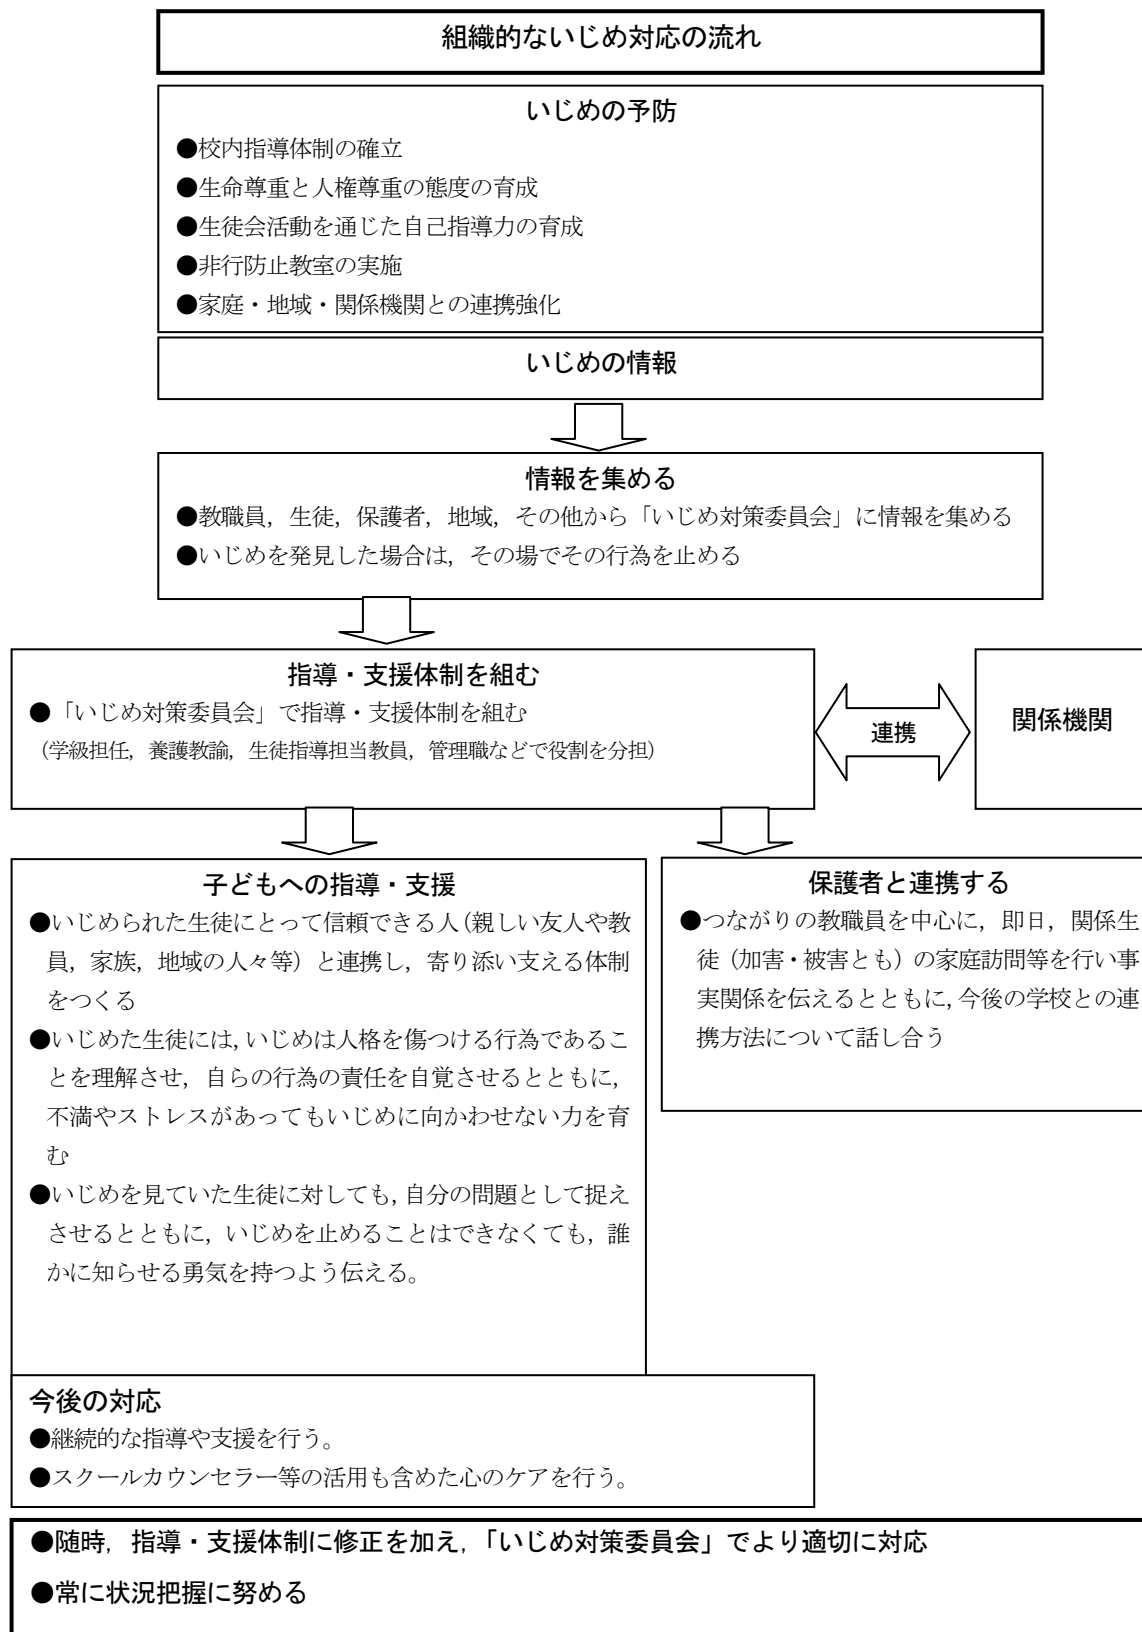 組織的ないじめ対応の流れ
いじめの予防
●校内指導体制の確立
●生命尊重と人権尊重の態度の育成
●生徒会活動を通じた自己指導力の育成
●非行防止教室の実施
●家庭・地域・関係機関との連携強化
いじめの情報
情報を集める
●教職員，生徒，保護者，地域，その他から「いじめ対策委員会」に情報を集める
●いじめを発見した場合は，その場でその行為を止める
指導・支援体制を組む
●「いじめ対策委員会」で指導・支援体制を組む
（学級担任，養護教諭，生徒指導担当教員，管理職などで役割を分担）
連携
関係機関
子どもへの指導・支援
●いじめられた生徒にとって信頼できる人（親しい友人や教
員，家族，地域の人々等）と連携し，寄り添い支える体制
をつくる
●いじめた生徒には，いじめは人格を傷つける行為であるこ
とを理解させ，自らの行為の責任を自覚させるとともに，
不満やストレスがあってもいじめに向かわせない力を育
む
●いじめを見ていた生徒に対しても，自分の問題として捉え
させるとともに，いじめを止めることはできなくても，誰
かに知らせる勇気を持つよう伝える。
保護者と連携する
●つながりの教職員を中心に，即日，関係生
徒（加害・被害とも）の家庭訪問等を行い事
実関係を伝えるとともに，今後の学校との連
携方法について話し合う
今後の対応
●継続的な指導や支援を行う。
●スクールカウンセラー等の活用も含めた心のケアを行う。
●随時，指導・支援体制に修正を加え，「いじめ対策委員会」でより適切に対応
●常に状況把握に努める